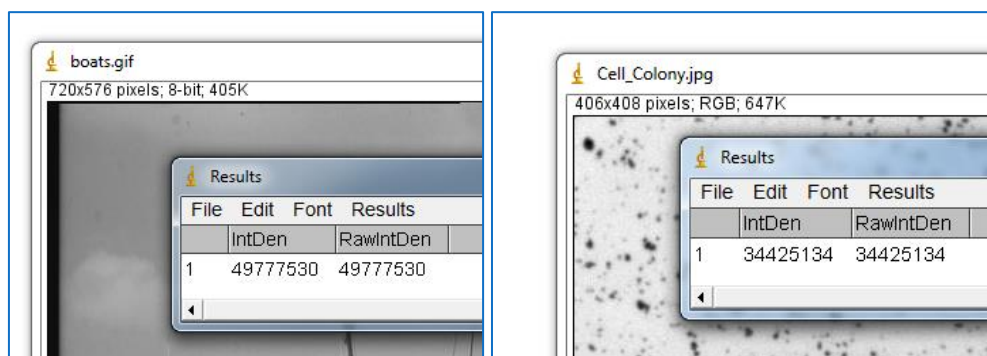 boats.gif
720x576 pixels; 8-bit; 405K
Results
File Edit Font Results
IntDen RawIntDen
1 49777530 49777530
Cell_Colony.jpg
406x408 pixels; RGB; 647K
Results
File Edit Font Results
IntDen RawIntDen
1 34425134 34425134